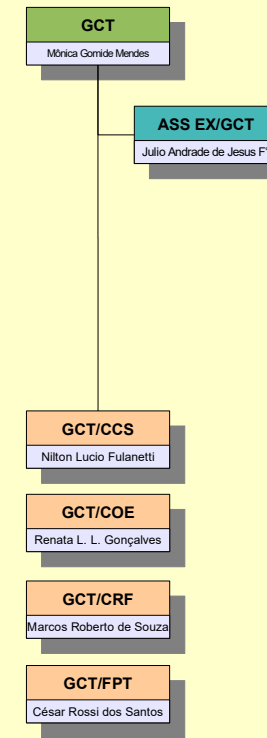 GCT
Mônica Gomide Mendes
ASS EX/GCT
Julio Andrade de Jesus Fº
GCT/CCS
Nilton Lucio Fulanetti
GCT/COE
Renata L. L. Gonçalves
GCT/CRF
Marcos Roberto de Souza
GCT/FPT
César Rossi dos Santos